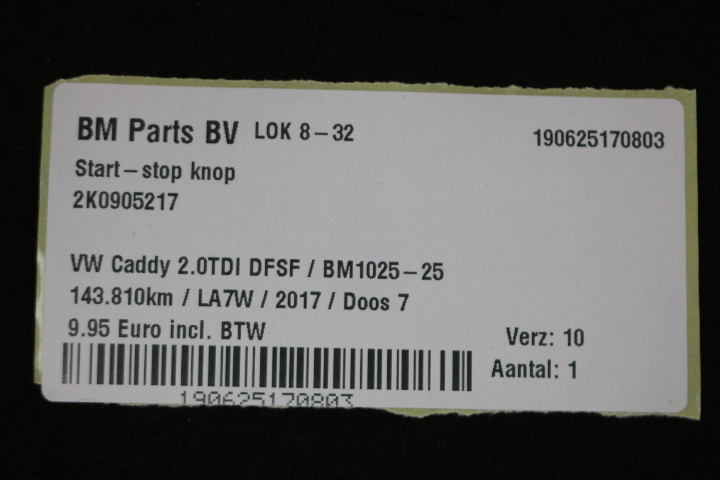 BM Parts BV LOK 8-32 190625170803
Start-stop knop
2K0905217
VW Caddy 2.0TDI DFSF / BM1025-25
143.810km / LA7W / 2017 / Doos 7
9.95 Euro incl. BTW
Verz: 10
Aantal: 1
190625170803